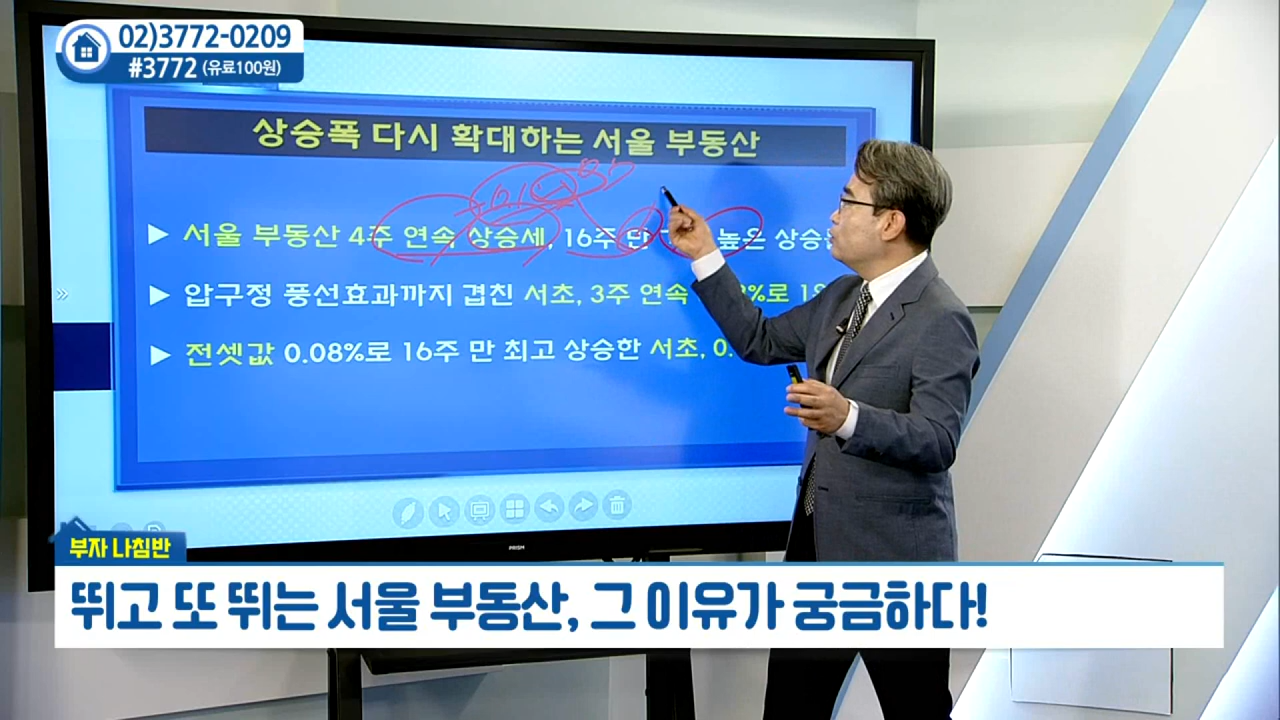 02)3772-0209
#3772 (유료100원)
상승폭 다시 확대하는 서울 부동산
▶ 서울 부동산 4주 연속 상승세, 16주 만 높은
▶ 압구정 풍선효과까지 겹친 서초, 3주 연속 %로
▶ 전셋값 0.08%로 16주 만 최고 상승한 서초, 0.
PRISM
부자 나침반
뛰고 또 뛰는 서울 부동산, 그 이유가 궁금하다!